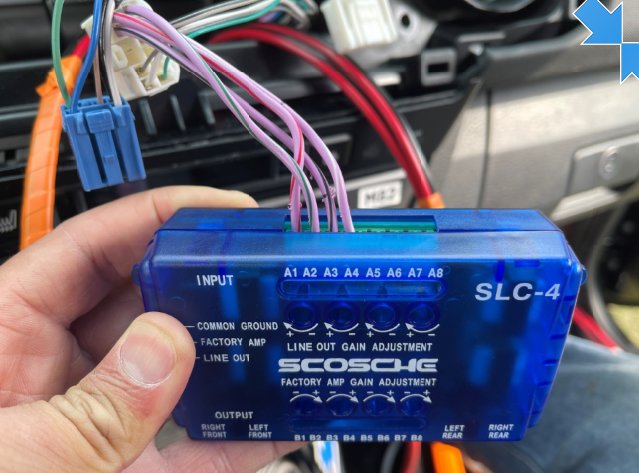 M82
A1 A2 A3 A4 A5 A6 A7 A8
INPUT
SLC-4
COMMON GROUND
+ - + - + - + -
FACTORY AMP
LINE OUT GAIN ADJUSTMENT
LINE OUT
SCOSCHE
FACTORY AMP GAIN ADJUSTMENT
- + - + - + - +
OUTPUT
RIGHT FRONT
LEFT FRONT
B1 B2 B3 B4 B5 B6 B7 B8
LEFT REAR
RIGHT REAR